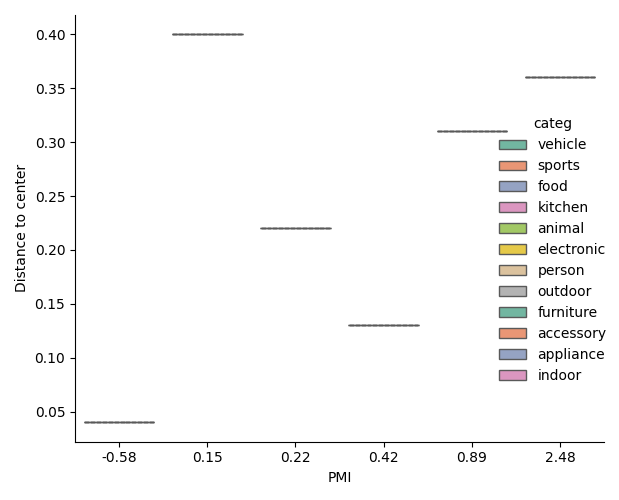 0.40
0.35
0.30
0.25
0.20
0.15
0.10
0.05
Distance to center
-0.58 0.15 0.22 0.42 0.89 2.48
PMI
categ
vehicle
sports
food
kitchen
animal
electronic
person
outdoor
furniture
accessory
appliance
indoor